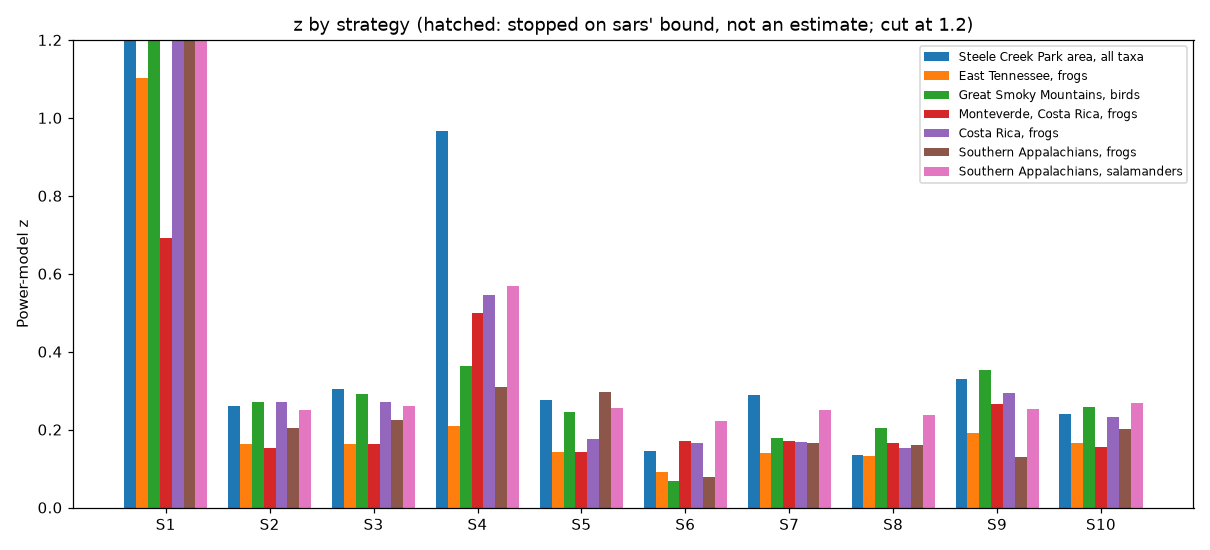 z by strategy (hatched: stopped on sars' bound, not an estimate; cut at 1.2)
Power-model z
1.2
1.0
0.8
0.6
0.4
0.2
0.0
Steele Creek Park area, all taxa
East Tennessee, frogs
Great Smoky Mountains, birds
Monteverde, Costa Rica, frogs
Costa Rica, frogs
Southern Appalachians, frogs
Southern Appalachians, salamanders
S1 S2 S3 S4 S5 S6 S7 S8 S9 S10